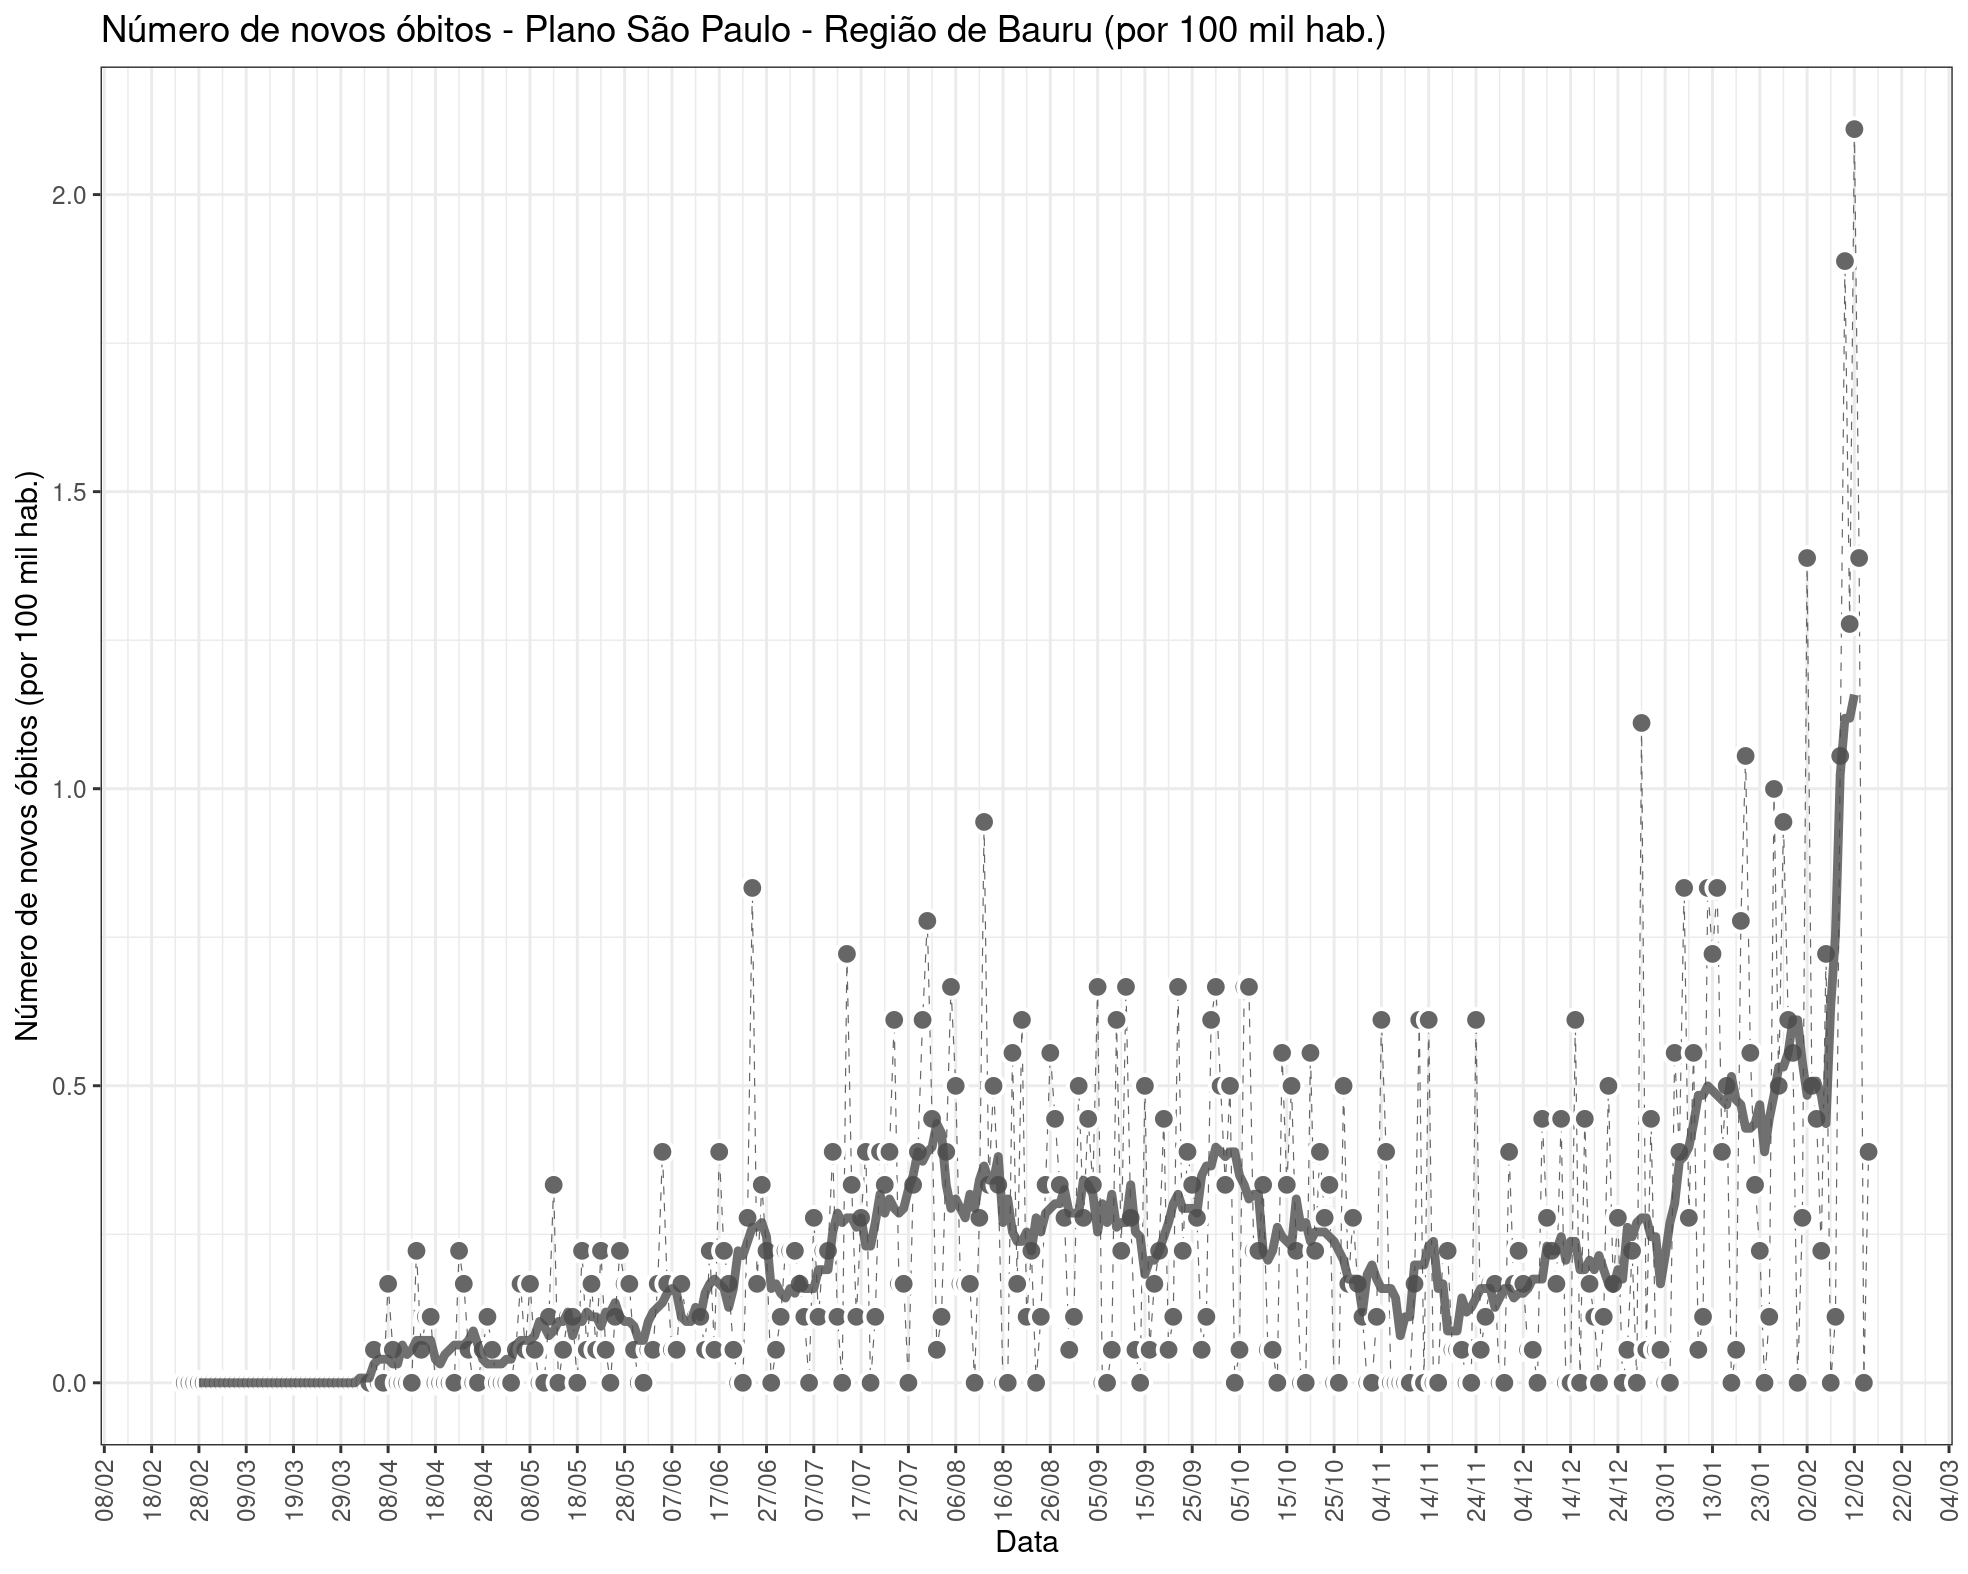 Número de novos óbitos - Plano São Paulo - Região de Bauru (por 100 mil hab.)
Número de novos óbitos (por 100 mil hab.)
2.0
1.5
1.0
0.5
0.0
08/02 18/02 28/02 09/03 19/03 29/03 08/04 18/04 28/04 08/05 18/05 28/05 07/06 17/06 27/06 07/07 17/07 27/07 06/08 16/08 26/08 05/09 15/09 25/09 05/10 15/10 25/10 04/11 14/11 24/11 04/12 14/12 24/12 03/01 13/01 23/01 02/02 12/02 22/02 04/03
Data